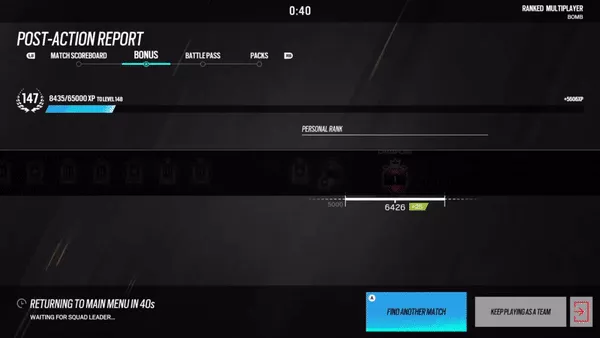 0:40
RANKED MULTIPLAYER
BOMB
POST-ACTION REPORT
MATCH SCOREBOARD BONUS BATTLE PASS PACKS
147 8435/65000 XP TO LEVEL 148 +5606XP
PERSONAL RANK
5000 6426
RETURNING TO MAIN MENU IN 40s
WAITING FOR SQUAD LEADER...
FIND ANOTHER MATCH
KEEP PLAYING AS A TEAM